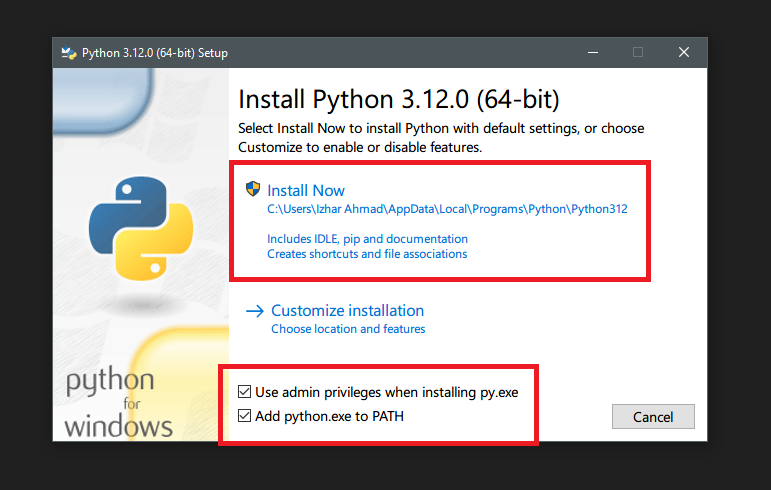 Python 3.12.0 (64-bit) Setup
Install Python 3.12.0 (64-bit)
Select Install Now to install Python with default settings, or choose
Customize to enable or disable features.
Install Now
C:\Users\Izhar Ahmad\AppData\Local\Programs\Python\Python312
Includes IDLE, pip and documentation
Creates shortcuts and file associations
Customize installation
Choose location and features
Use admin privileges when installing py.exe
Add python.exe to PATH
Cancel
python
for
windows